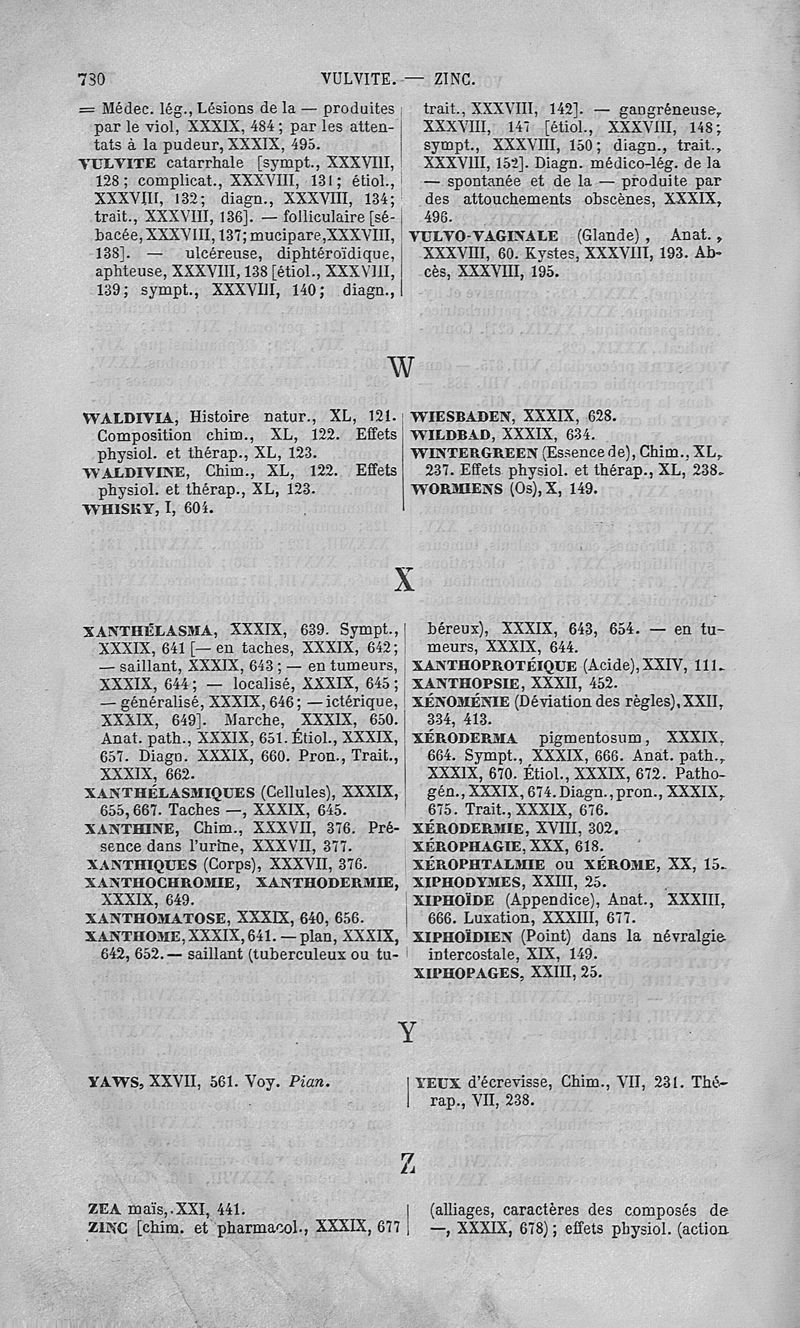 730 VULVITE. — ZINC.
= Médec. lég., Lésions de la — produites
par le viol, XXXIX, 484; par les atten-
tats à la pudeur, XXXIX, 495.
VULVITE catarrhale [sympt., XXXVIII,
128; complicat., XXXVIII, 131; étiol.,
XXXVIII, 132; diagn., XXXVIII, 134;
trait., XXXVIII, 136]. — folliculaire [sé-
bacée, XXXVIII, 137; mucipare, XXXVIII,
138]. — ulcéreuse, diphtéroïdique,
aphteuse, XXXVIII, 138 [étiol., XXXVIII,
139; sympt., XXXVIII, 140; diagn.,
trait., XXXVIII, 142]. — gangréneuse,
XXXVIII, 147 [étiol., XXXVIII, 148;
sympt., XXXVIII, 150; diagn., trait.,
XXXVIII, 152]. Diagn. médico-lég. de la
— spontanée et de la — produite par
des attouchements obscènes, XXXIX,
496.
VULVO-VAGINALE (Glande), Anat.,
XXXVIII, 60. Kystes, XXXVIII, 193. Ab-
cès, XXXVIII, 195.
W
WALDIVIA, Histoire natur., XL, 121.
Composition chim., XL, 122. Effets
physiol. et thérap., XL, 123.
WALDIVINE, Chim., XL, 122. Effets
physiol. et thérap., XL, 123.
WHISKY, I, 604.
WIESBADEN, XXXIX, 628.
WILDBAD, XXXIX, 634.
WINTERGREEN (Essence de), Chim., XL,
237. Effets physiol. et thérap., XL, 238.
WORMIENS (Os), X, 149.
X
XANTHÉLASMA, XXXIX, 639. Sympt.,
XXXIX, 641 [— en taches, XXXIX, 642;
— saillant, XXXIX, 643; — en tumeurs,
XXXIX, 644; — localisé, XXXIX, 645;
— généralisé, XXXIX, 646; — ictérique,
XXXIX, 649]. Marche, XXXIX, 650.
Anat. path., XXXIX, 651. Étiol., XXXIX,
657. Diagn. XXXIX, 660. Pron., Trait.,
XXXIX, 662.
XANTHÉLASMIQUES (Cellules), XXXIX,
655, 667. Taches —, XXXIX, 645.
XANTHINE, Chim., XXXVII, 376. Pré-
sence dans l'urine, XXXVII, 377.
XANTHIQUES (Corps), XXXVII, 376.
XANTHOCHROMIE, XANTHODERMIE,
XXXIX, 649.
XANTHOMATOSE, XXXIX, 640, 656.
XANTHOME, XXXIX, 641. — plan, XXXIX,
642, 652. — saillant (tuberculeux ou tu-
béreux), XXXIX, 643, 654. — en tu-
meurs, XXXIX, 644.
XANTHOPROTÉIQUE (Acide), XXIV, 111.
XANTHOPSIE, XXXII, 452.
XÉNOMÉNIE (Déviation des règles), XXII,
334, 413.
XÉRODERMA pigmentosum, XXXIX,
664. Sympt., XXXIX, 666. Anat. path.,
XXXIX, 670. Étiol., XXXIX, 672. Patho-
gén., XXXIX, 674. Diagn., pron., XXXIX,
675. Trait., XXXIX, 676.
XÉRODERMIE, XVIII, 302.
XÉROPHAGIE, XXX, 618.
XÉROPHTALMIE ou XÉROME, XX, 15.
XIPHODYMES, XXIII, 25.
XIPHOÏDE (Appendice), Anat., XXXIII,
666. Luxation, XXXIII, 677.
XIPHOÏDIEN (Point) dans la névralgie
intercostale, XIX, 149.
XIPHOPAGES, XXIII, 25.
Y
YAWS, XXVII, 561. Voy. Pian.
YEUX d'écrevisse, Chim., VII, 231. Thé-
rap., VII, 238.
Z
ZEA maïs, XXI, 441.
ZINC [chim. et pharmacol., XXXIX, 677
(alliages, caractères des composés de
—, XXXIX, 678); effets physiol. (action